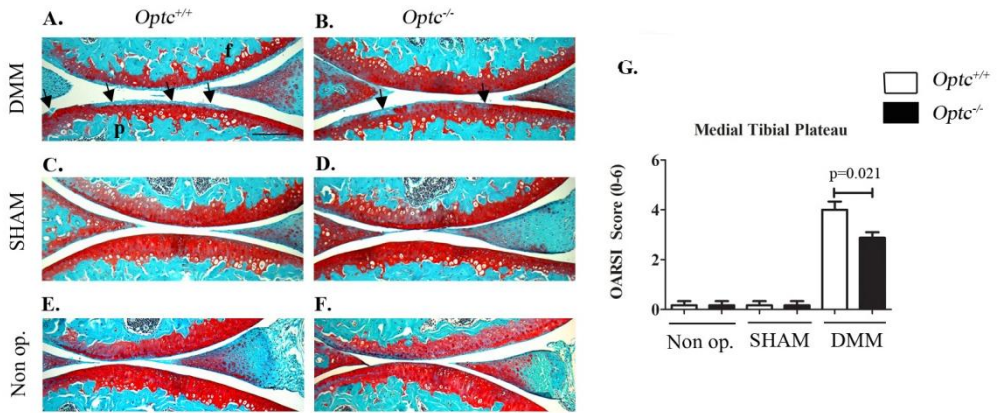 A. Optc+/+
B. Optc-/-
G.
Optc+/+
Optc-/-
DMM
f
p
Medial Tibial Plateau
C.
D.
SHAM
OARSI Score (0-6)
6
4
2
0
p=0.021
Non op. SHAM DMM
E.
F.
Non op.